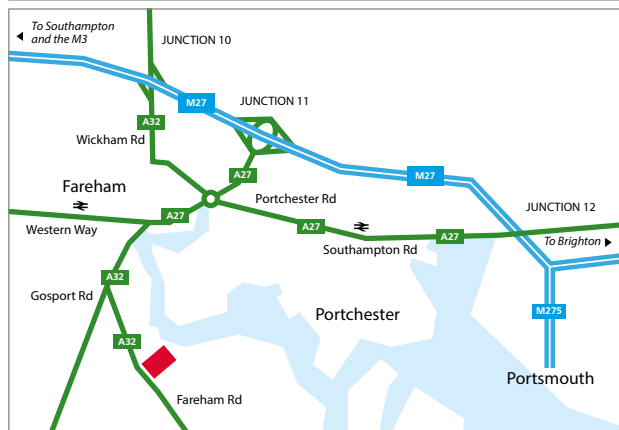 To Southampton
and the M3
JUNCTION 10
M27
JUNCTION 11
A32
Wickham Rd
A27
M27
Fareham
Portchester Rd
A27
A27
A27
JUNCTION 12
Western Way
Southampton Rd
To Brighton
A32
Gosport Rd
M275
Portchester
A32
Portsmouth
Fareham Rd